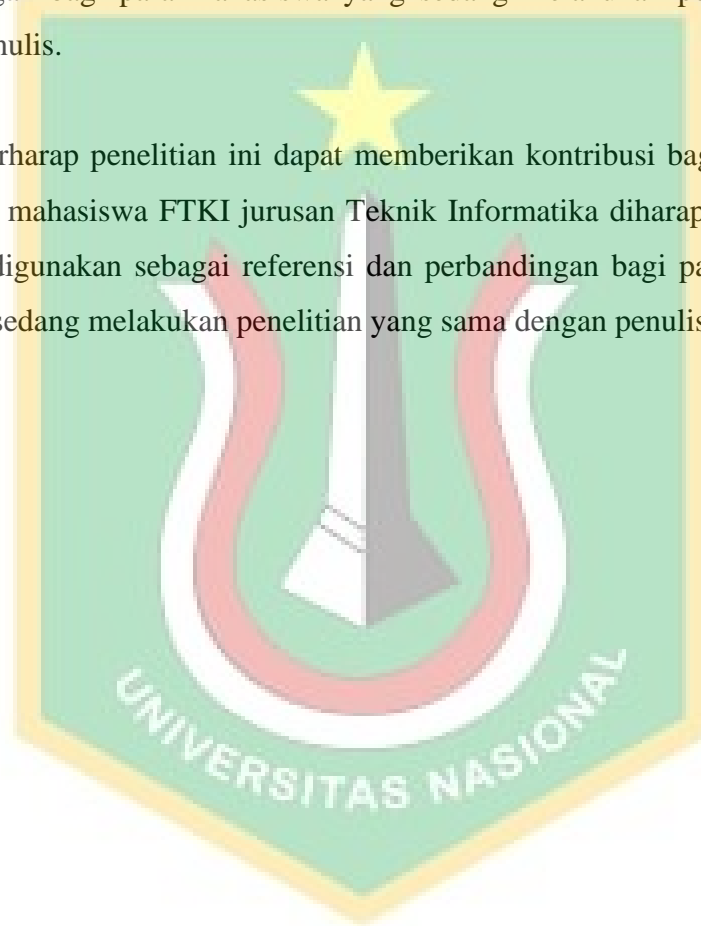 nulis.
rharap penelitian ini dapat memberikan kontribusi bag
mahasiswa FTKI jurusan Teknik Informatika diharap
digunakan sebagai referensi dan perbandingan bagi pa
sedang melakukan penelitian yang sama dengan penulis
UNIVERSITAS NASIONAL